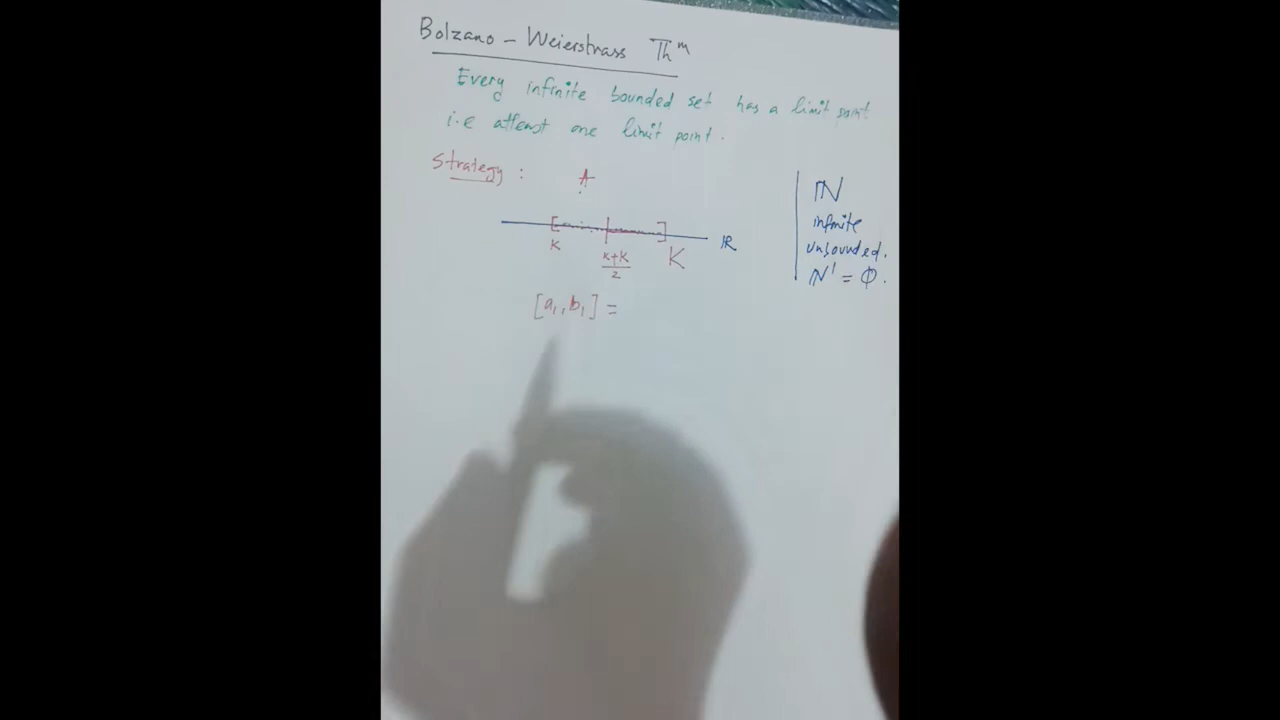 Bolzano - Weierstrass Thᵐ
Every infinite bounded set has a limit point
i.e atleast one limit point.
Strategy :
A
ℝ
k
k+K
2
K
[a₁, b₁] =
ℕ
infinite
unbounded.
ℕ' = Φ.